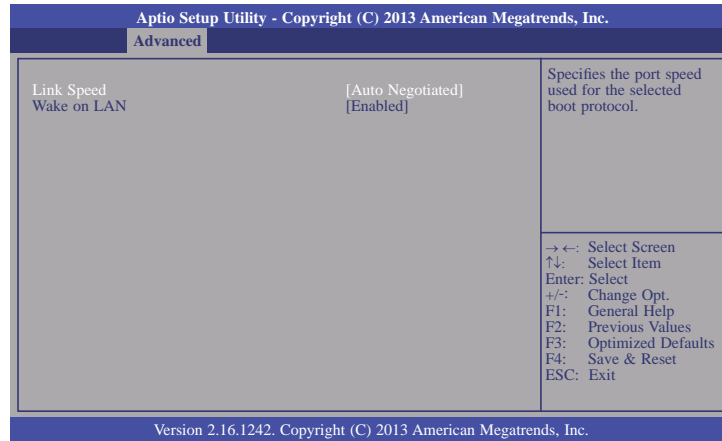 Aptio Setup Utility - Copyright (C) 2013 American Megatrends, Inc.
Advanced
Link Speed [Auto Negotiated]
Wake on LAN [Enabled]
Specifies the port speed
used for the selected
boot protocol.
→ ←: Select Screen
↑↓: Select Item
Enter: Select
+/-: Change Opt.
F1: General Help
F2: Previous Values
F3: Optimized Defaults
F4: Save & Reset
ESC: Exit
Version 2.16.1242. Copyright (C) 2013 American Megatrends, Inc.